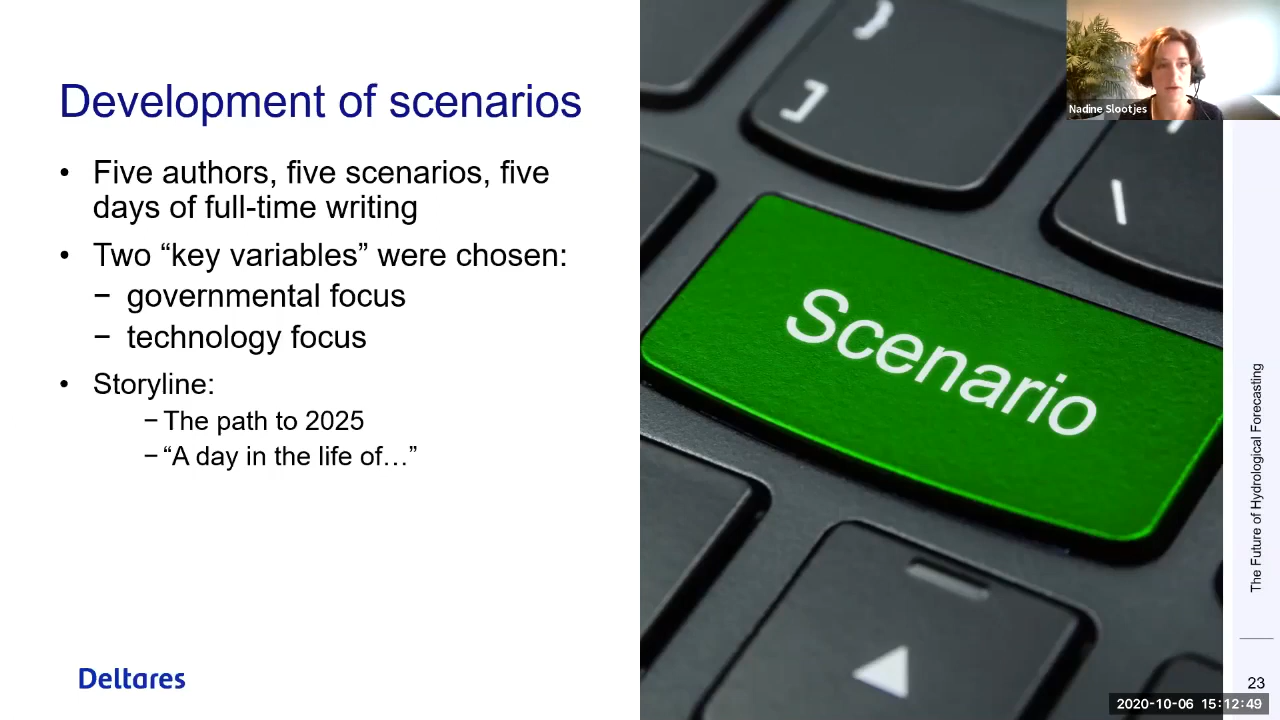 Development of scenarios
• Five authors, five scenarios, five
days of full-time writing
• Two “key variables” were chosen:
− governmental focus
− technology focus
• Storyline:
− The path to 2025
− “A day in the life of…”
Deltares
}
]
\
Scenario
Nadine Slootjes
The Future of Hydrological Forecasting
23
2020-10-06 15:12:49